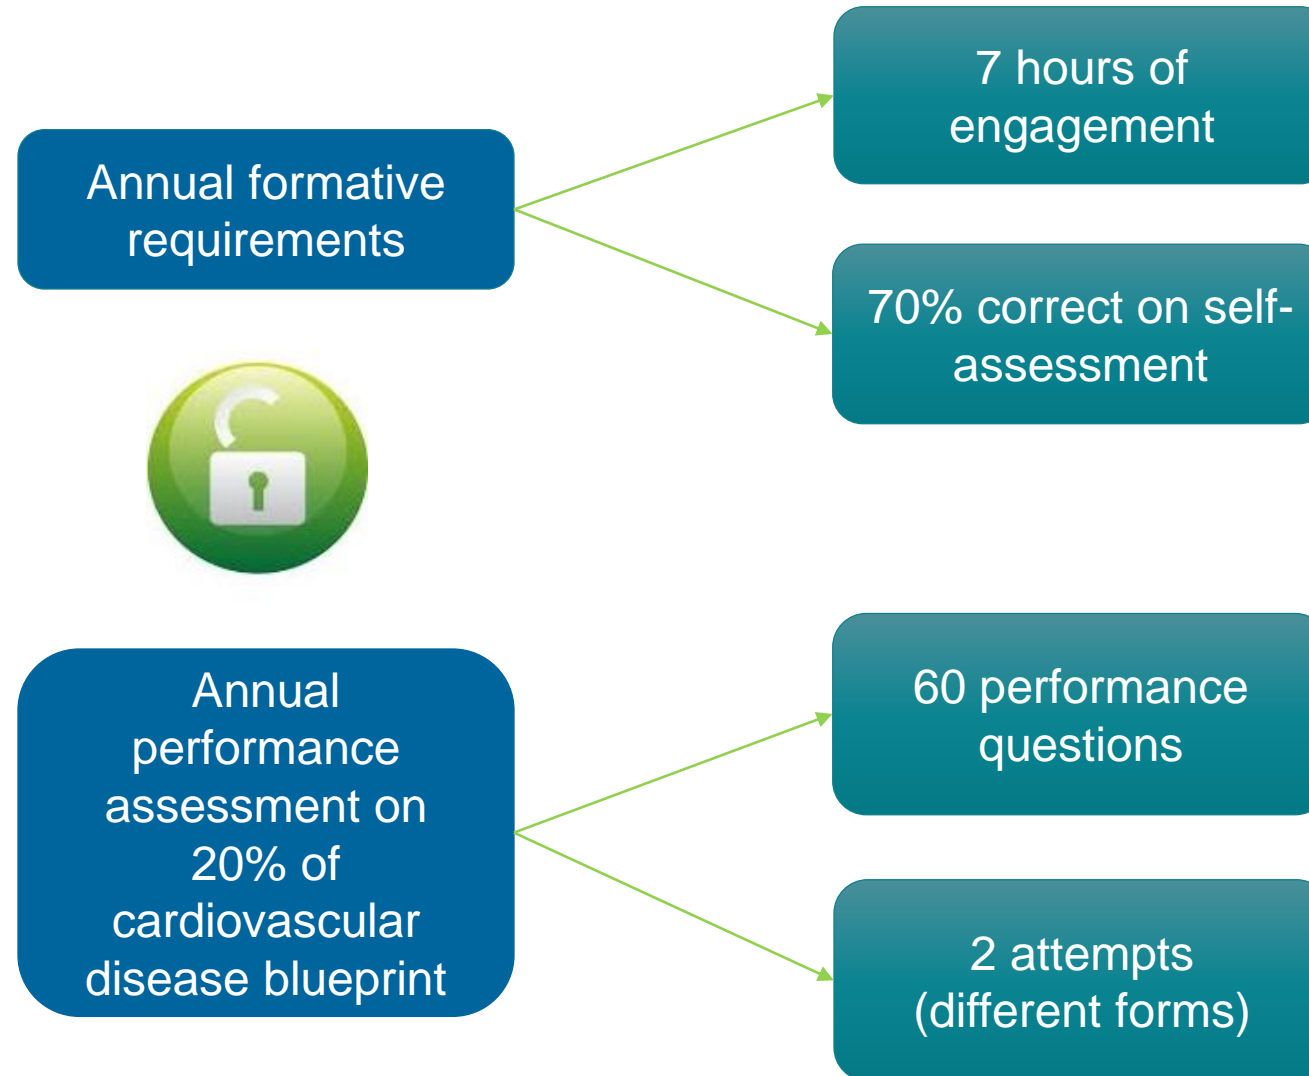 Annual formative
requirements
7 hours of
engagement
70% correct on self-
assessment
Annual
performance
assessment on
20% of
cardiovascular
disease blueprint
60 performance
questions
2 attempts
(different forms)